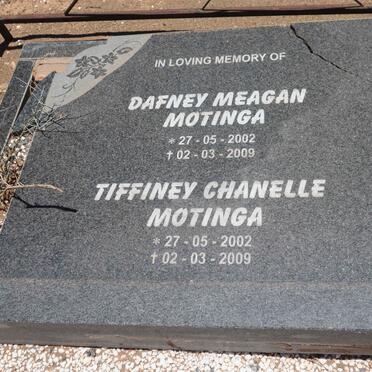 IN LOVING MEMORY OF
DAFNEY MEAGAN
MOTINGA
* 27 - 05 - 2002
† 02 - 03 - 2009
TIFFINEY CHANELLE
MOTINGA
* 27 - 05 - 2002
† 02 - 03 - 2009